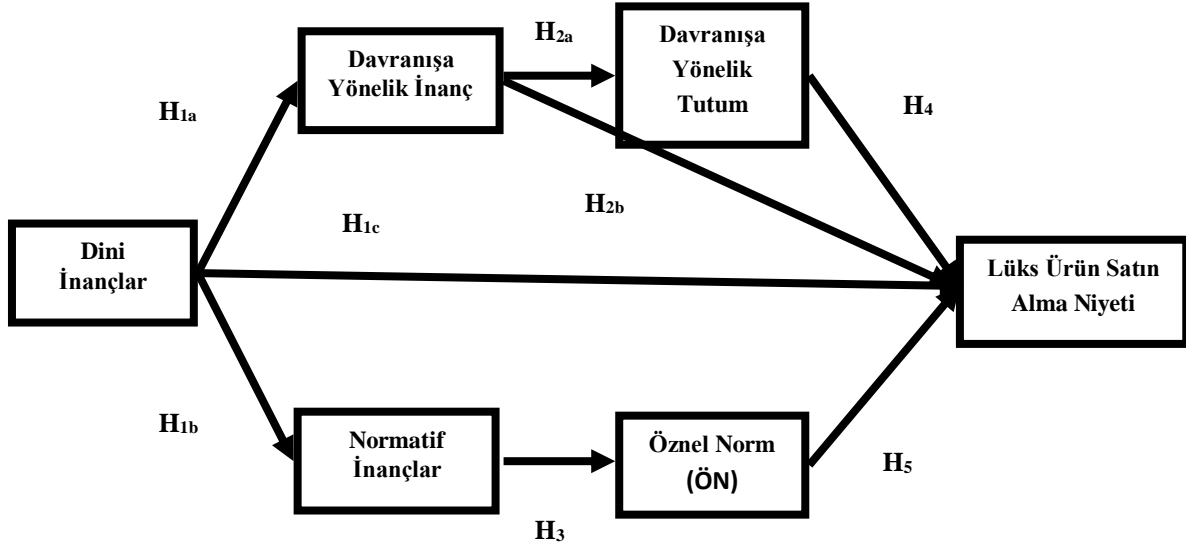 H2a
Davranışa
Yönelik İnanç
Davranışa
Yönelik
Tutum
H1a
H4
H2b
H1c
Dini
İnançlar
Lüks Ürün Satın
Alma Niyeti
H1b
Normatif
İnançlar
Öznel Norm
(ÖN)
H5
H3